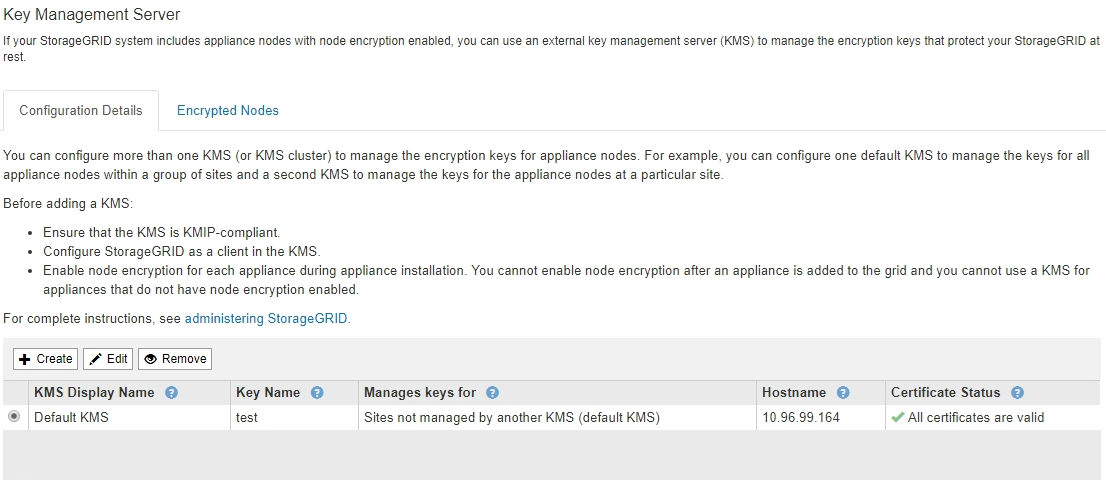 Key Management Server
If your StorageGRID system includes appliance nodes with node encryption enabled, you can use an external key management server (KMS) to manage the encryption keys that protect your StorageGRID at
rest.
Configuration Details Encrypted Nodes
You can configure more than one KMS (or KMS cluster) to manage the encryption keys for appliance nodes. For example, you can configure one default KMS to manage the keys for all
appliance nodes within a group of sites and a second KMS to manage the keys for the appliance nodes at a particular site.
Before adding a KMS:
• Ensure that the KMS is KMIP-compliant.
• Configure StorageGRID as a client in the KMS.
• Enable node encryption for each appliance during appliance installation. You cannot enable node encryption after an appliance is added to the grid and you cannot use a KMS for
appliances that do not have node encryption enabled.
For complete instructions, see administering StorageGRID.
Create Edit Remove
KMS Display Name ? Key Name ? Manages keys for ? Hostname ? Certificate Status ?
Default KMS test Sites not managed by another KMS (default KMS) 10.96.99.164 All certificates are valid